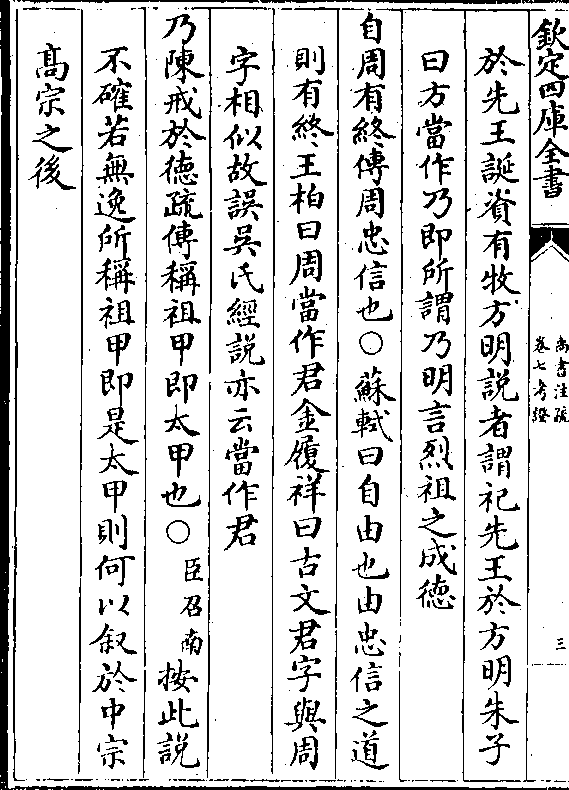 欽定四庫全書
尚書注疏
卷七考證
三
於先王誕資有牧方明説者謂祀先王於方明朱子
曰方當作乃即所謂乃明言烈祖之成德
自周有終傳周忠信也○蘇軾曰自由也由忠信之道
則有終王柏曰周當作君金履祥曰古文君字與周
字相似故誤吳氏經説亦云當作君
乃陳戒於德疏傳稱祖甲即太甲也○臣召南按此説
不確若無逸所稱祖甲即是太甲則何以叙於中宗
髙宗之後